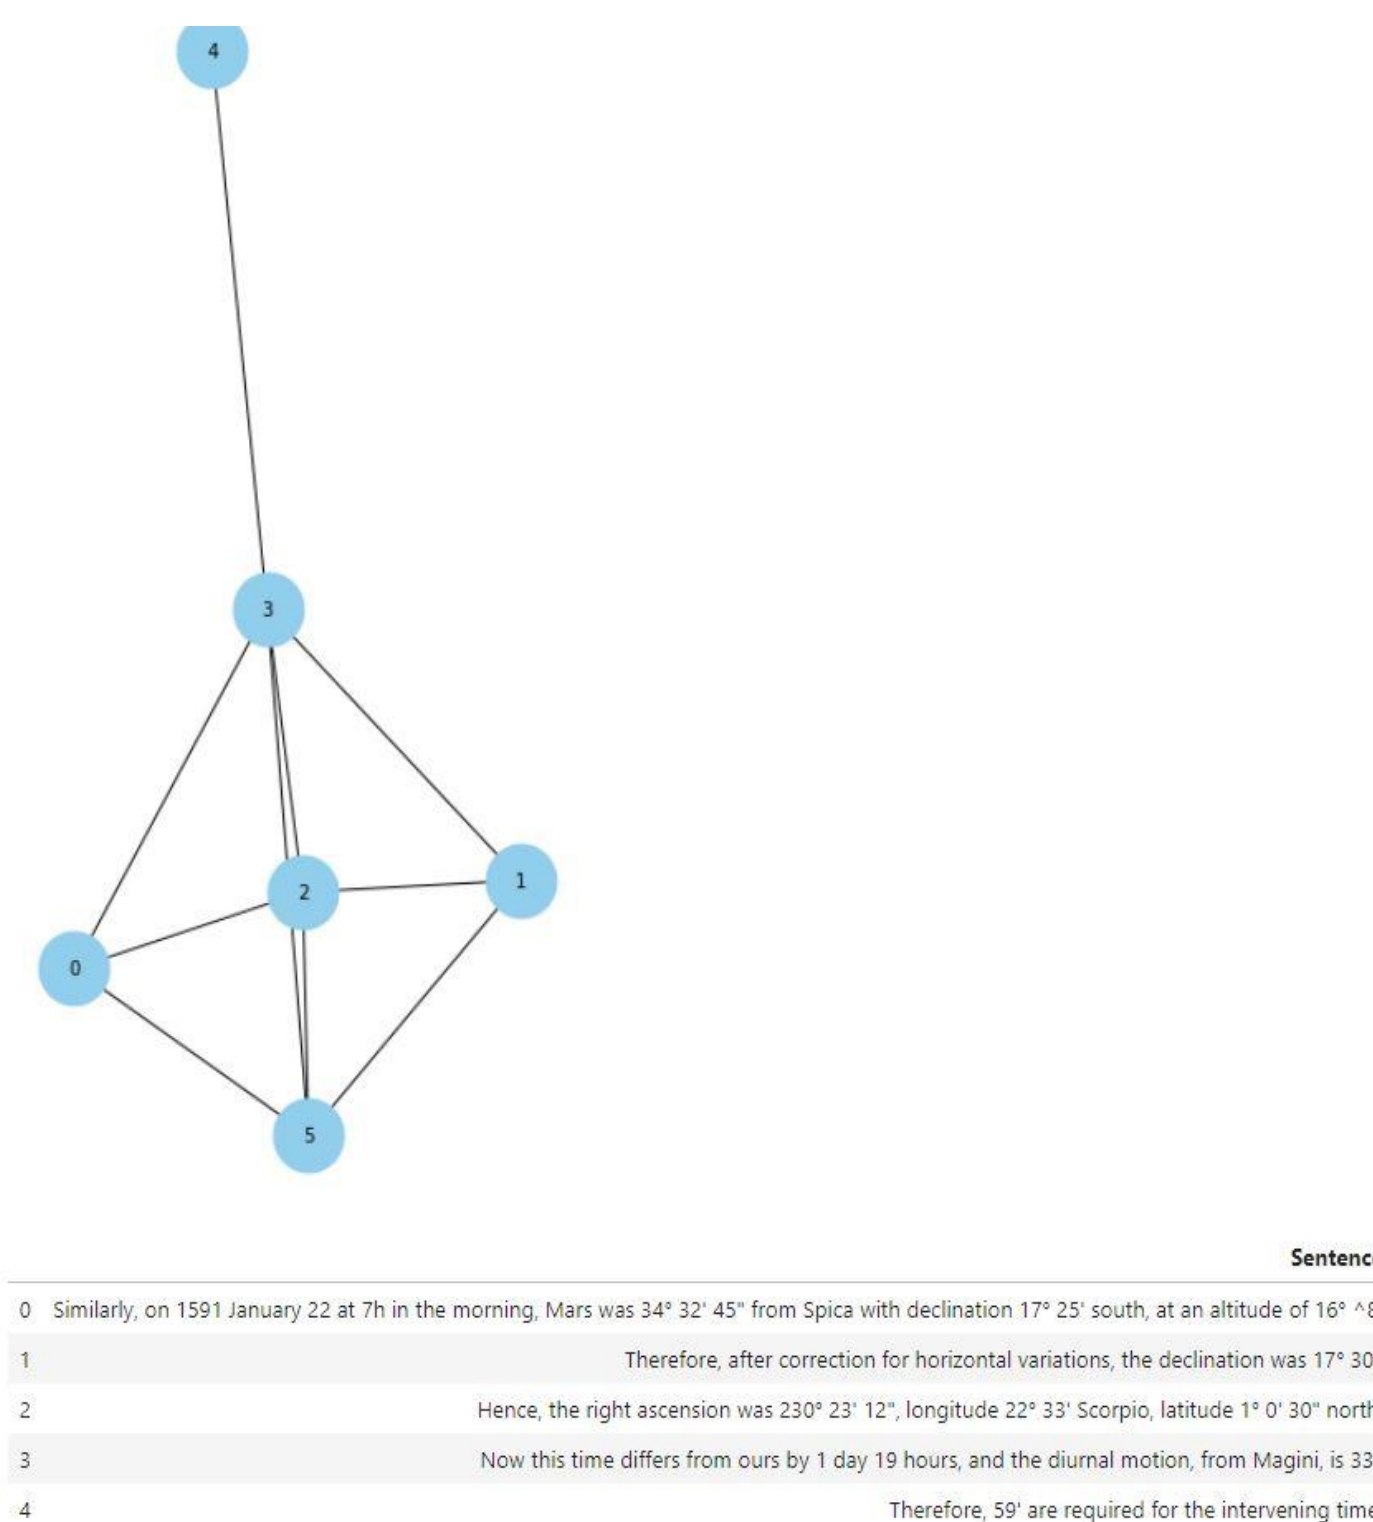 4
3
2
1
0
5
Sentenc
0 Similarly, on 1591 January 22 at 7h in the morning, Mars was 34° 32' 45" from Spica with declination 17° 25' south, at an altitude of 16° ^8
1 Therefore, after correction for horizontal variations, the declination was 17° 30
2 Hence, the right ascension was 230° 23' 12", longitude 22° 33' Scorpio, latitude 1° 0' 30" north
3 Now this time differs from ours by 1 day 19 hours, and the diurnal motion, from Magini, is 33
4 Therefore, 59' are required for the intervening time